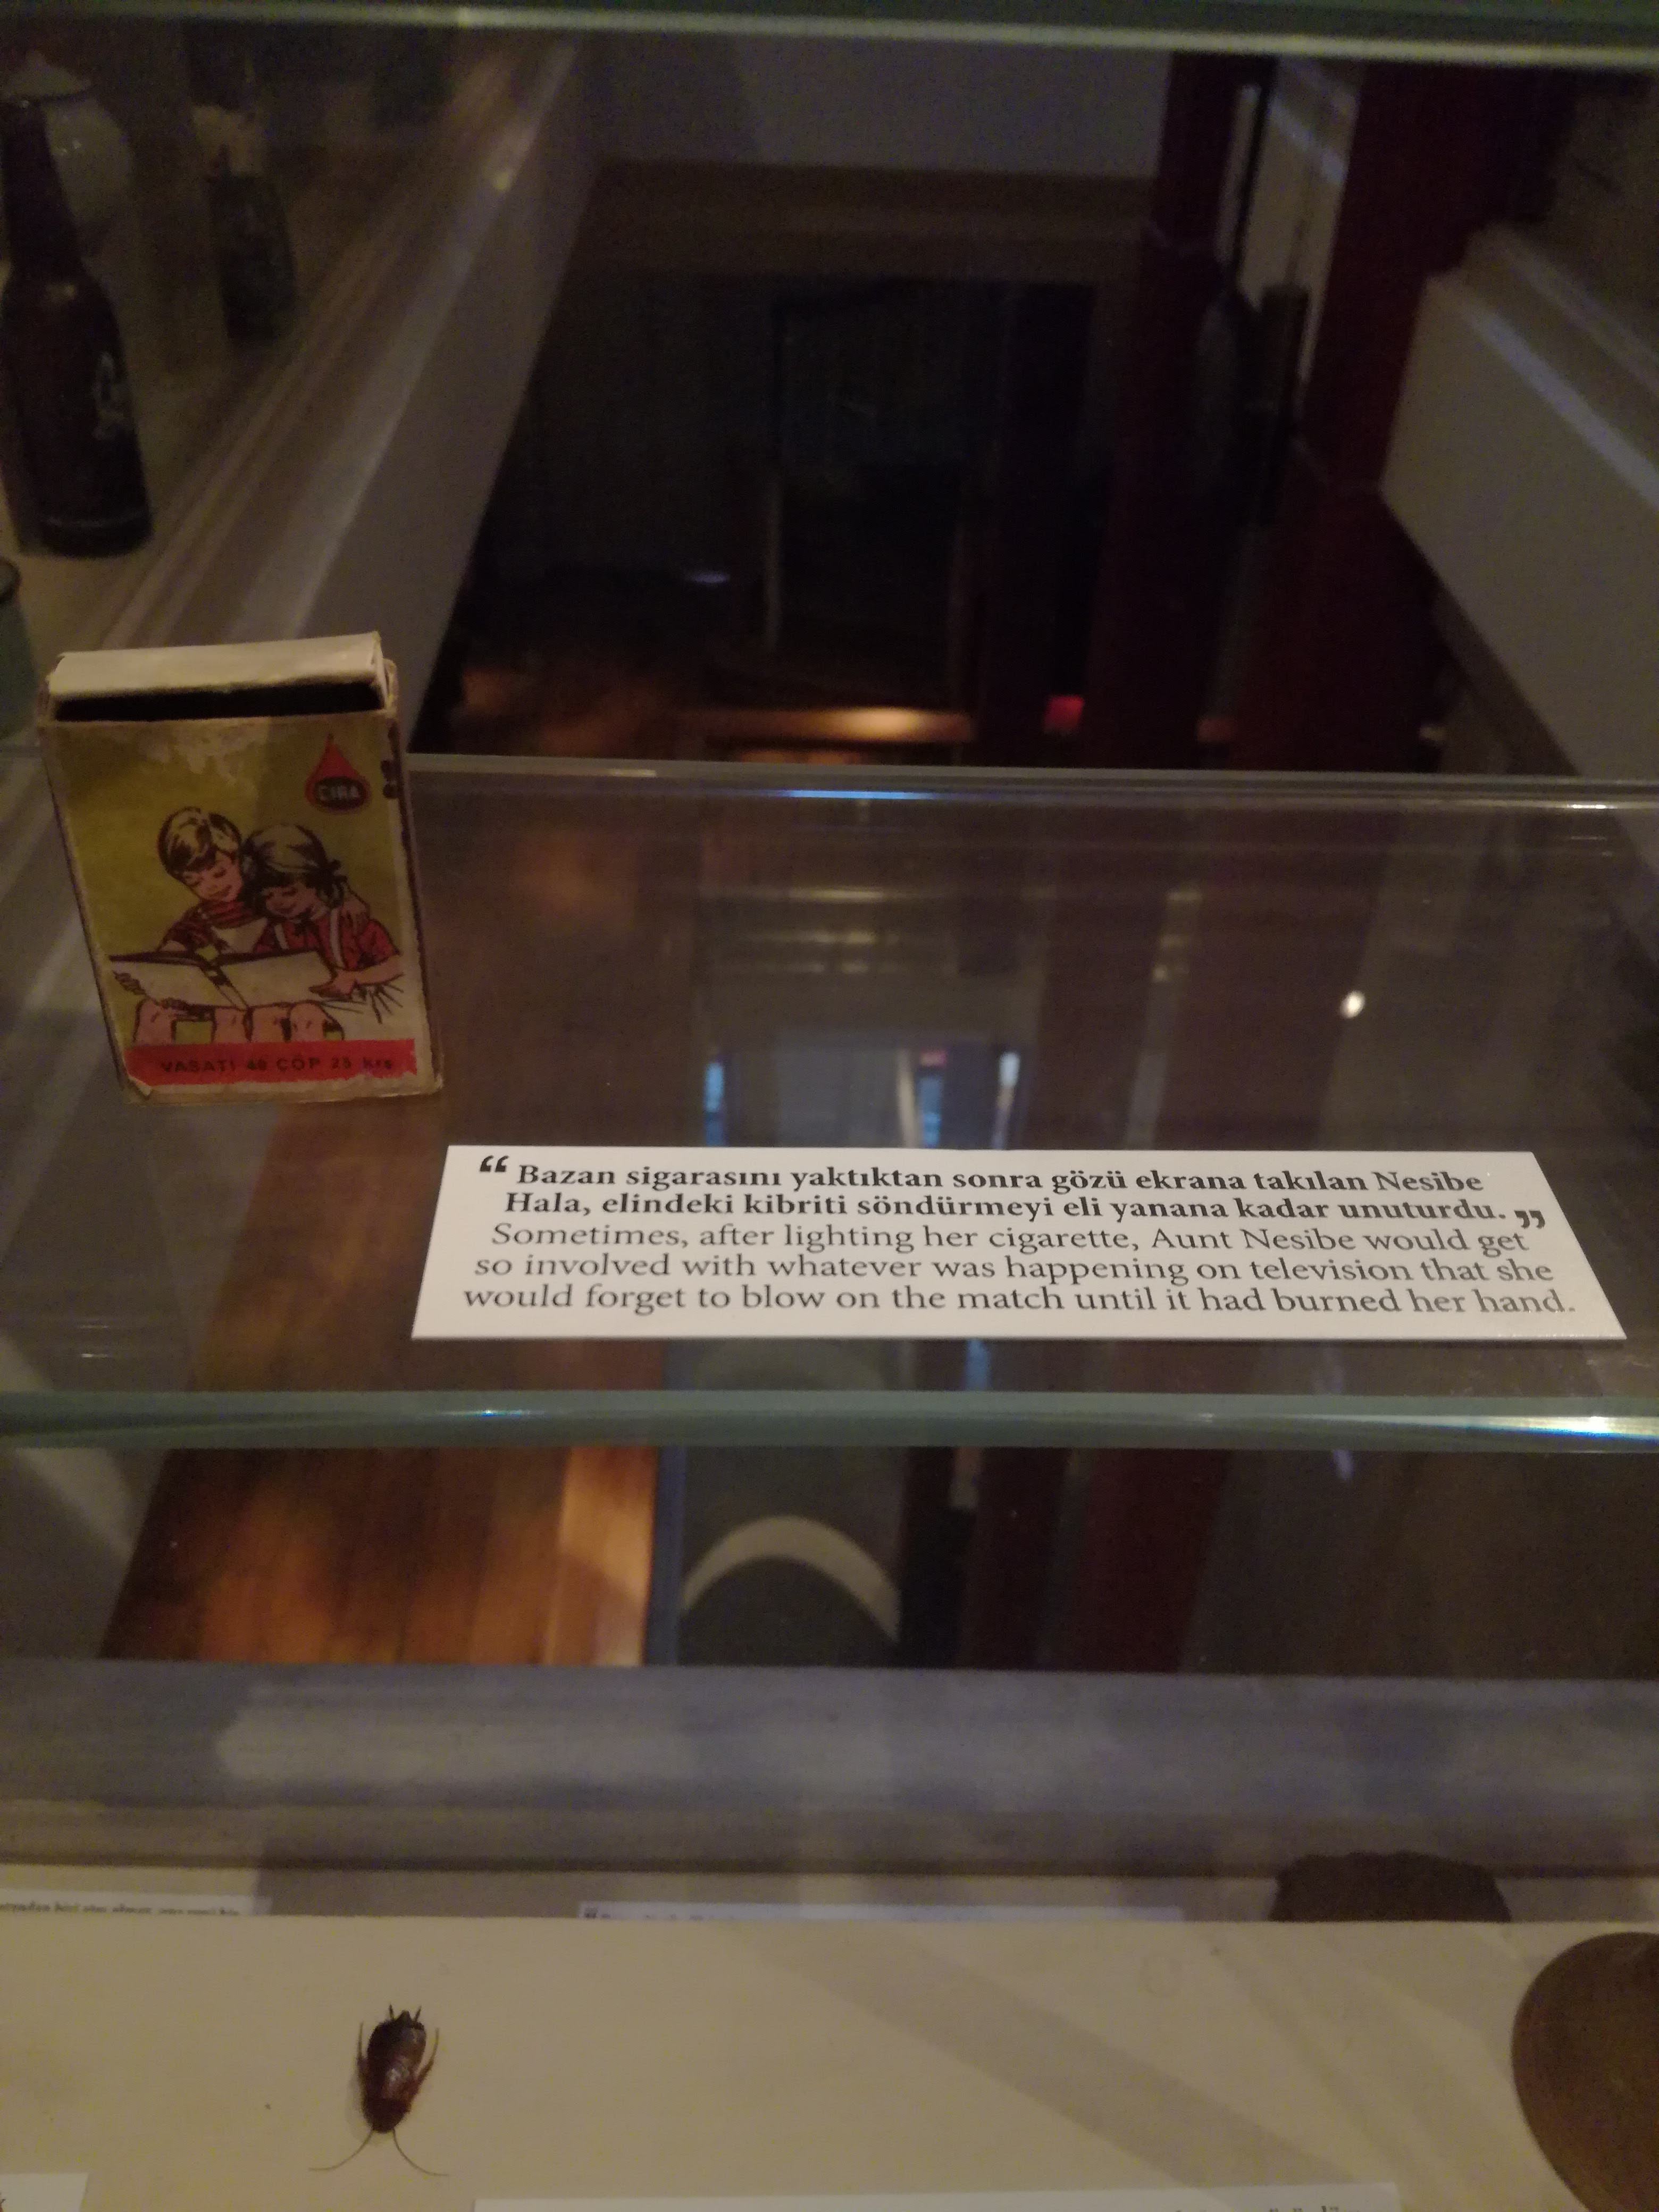 ÇIRA
VASATİ 40 ÇÖP 25 krş
“ Bazan sigarasını yaktıktan sonra gözü ekrana takılan Nesibe
Hala, elindeki kibriti söndürmeyi eli yanana kadar unuturdu. ”
Sometimes, after lighting her cigarette, Aunt Nesibe would get
so involved with whatever was happening on television that she
would forget to blow on the match until it had burned her hand.